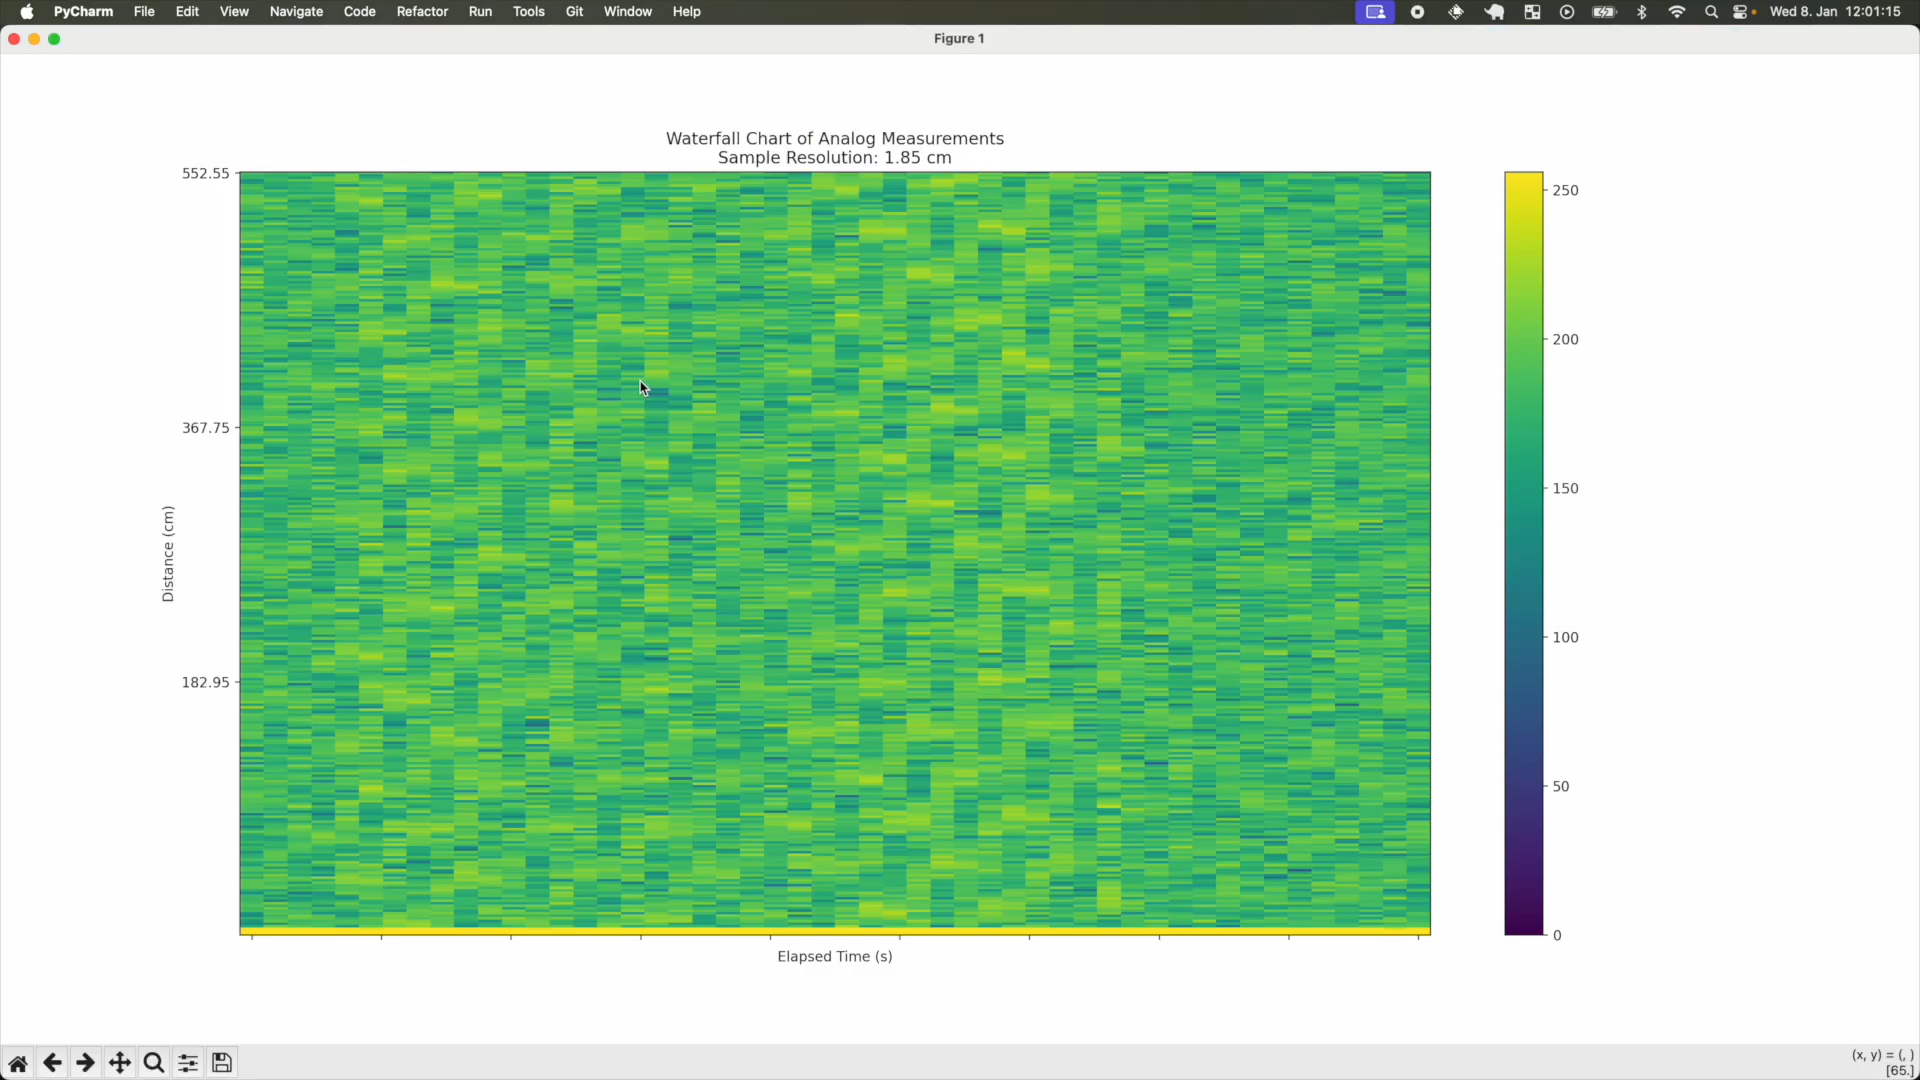 PyCharm File Edit View Navigate Code Refactor Run Tools Git Window Help Wed 8. Jan 12:01:15
Figure 1
Waterfall Chart of Analog Measurements
Sample Resolution: 1.85 cm
552.55
367.75
182.95
Distance (cm)
Elapsed Time (s)
250
200
150
100
50
0
(x, y) = (, )
[65.]